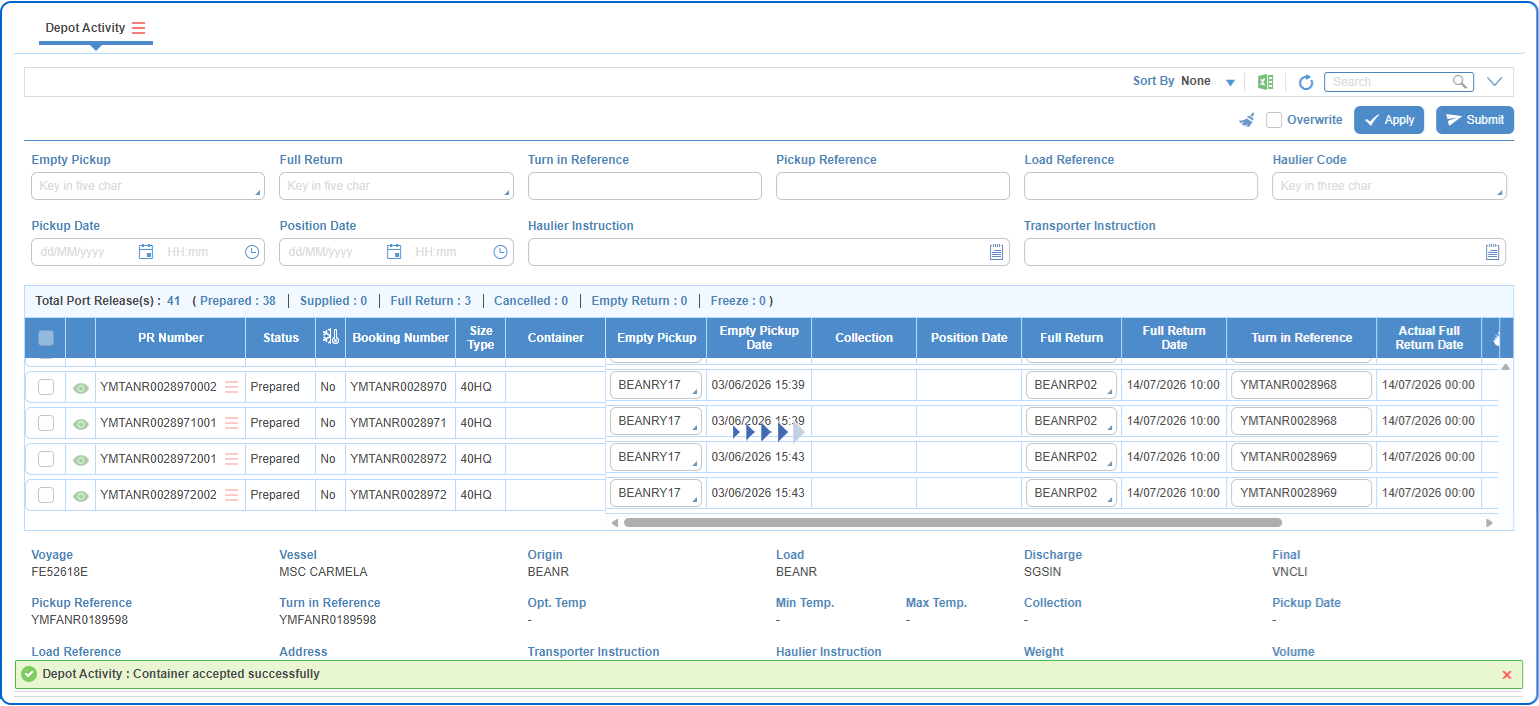 Depot Activity
Sort By None Search
Overwrite Apply Submit
Empty Pickup Full Return Turn in Reference Pickup Reference Load Reference Haulier Code
Key in five char Key in five char Key in three char
Pickup Date Position Date Haulier Instruction Transporter Instruction
dd/MM/yyyy HH:mm dd/MM/yyyy HH:mm
Total Port Release(s) : 41 ( Prepared : 38 | Supplied : 0 | Full Return : 3 | Cancelled : 0 | Empty Return : 0 | Freeze : 0 )
PR Number Status Booking Number Size Type Container Empty Pickup Empty Pickup Date Collection Position Date Full Return Full Return Date Turn in Reference Actual Full Return Date
YMTANR0028970002 Prepared No YMTANR0028970 40HQ BEANRY17 03/06/2026 15:39 BEANRP02 14/07/2026 10:00 YMTANR0028968 14/07/2026 00:00
YMTANR0028971001 Prepared No YMTANR0028971 40HQ BEANRY17 03/06/2026 15:39 BEANRP02 14/07/2026 10:00 YMTANR0028968 14/07/2026 00:00
YMTANR0028972001 Prepared No YMTANR0028972 40HQ BEANRY17 03/06/2026 15:43 BEANRP02 14/07/2026 10:00 YMTANR0028969 14/07/2026 00:00
YMTANR0028972002 Prepared No YMTANR0028972 40HQ BEANRY17 03/06/2026 15:43 BEANRP02 14/07/2026 10:00 YMTANR0028969 14/07/2026 00:00
Voyage Vessel Origin Load Discharge Final
FE52618E MSC CARMELA BEANR BEANR SGSIN VNCLI
Pickup Reference Turn in Reference Opt. Temp Min Temp. Max Temp. Collection Pickup Date
YMFANR0189598 YMFANR0189598 - - - - -
Load Reference Address Transporter Instruction Haulier Instruction Weight Volume
Depot Activity : Container accepted successfully